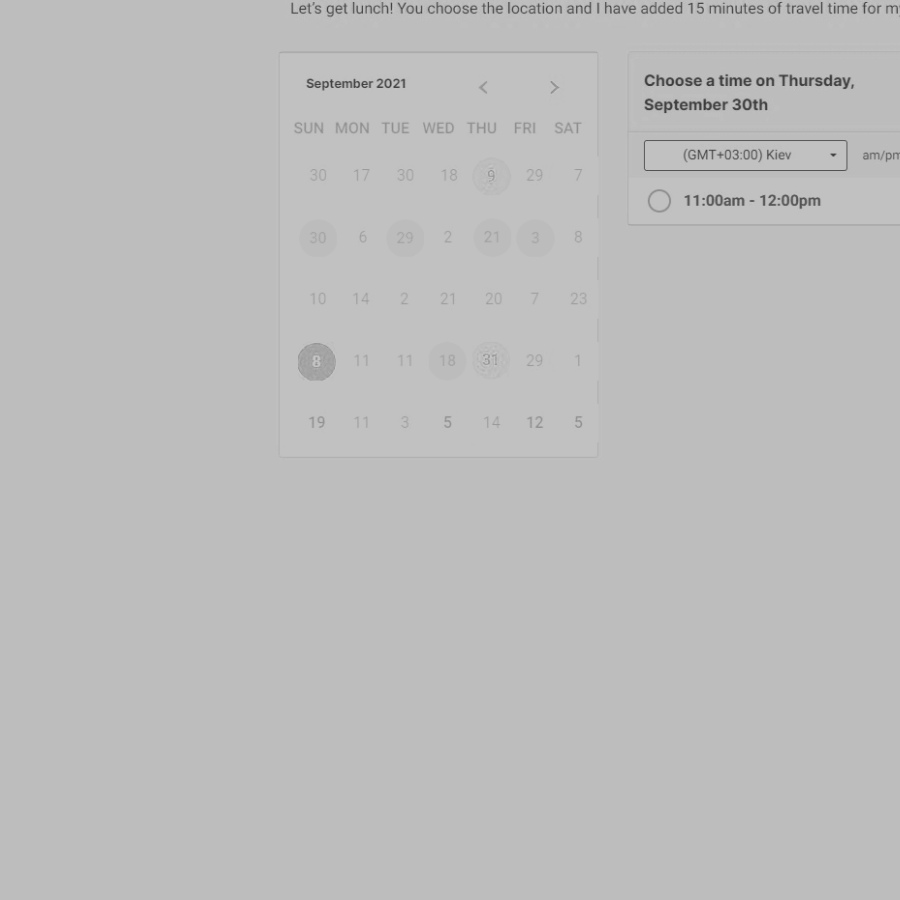 Let's get lunch! You choose the location and I have added 15 minutes of travel time for
September 2021
SUN MON TUE WED THU FRI SAT
30 17 30 18 9 29 7
30 6 29 2 21 3 8
10 14 2 21 20 7 23
8 11 11 18 31 29 1
19 11 3 5 14 12 5
Choose a time on Thursday,
September 30th
(GMT+03:00) Kiev am/pm
11:00am - 12:00pm